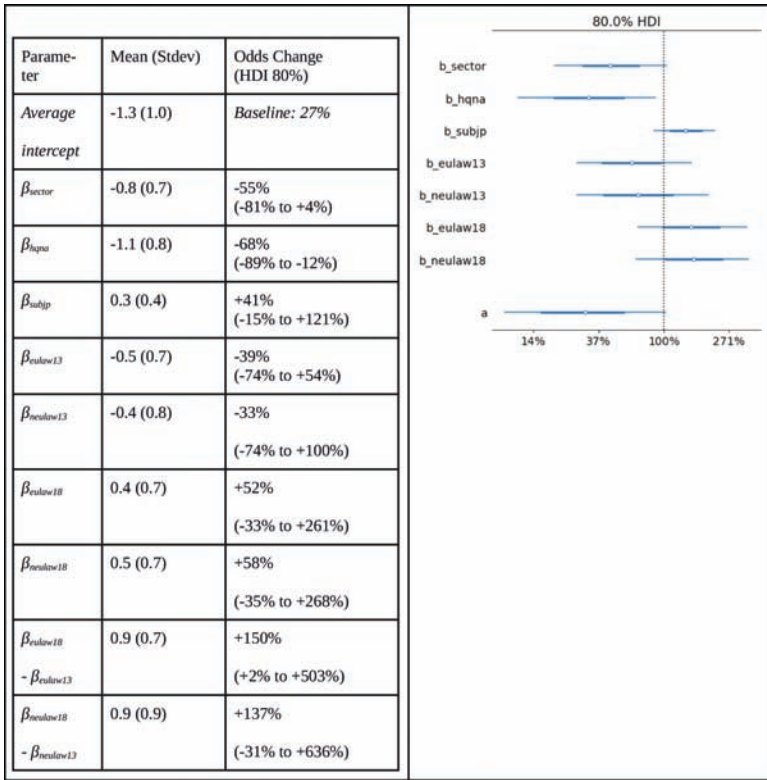 Parame-
ter
Mean (Stdev)
Odds Change
(HDI 80%)
Average
intercept
-1.3 (1.0)
Baseline: 27%
βsector
-0.8 (0.7)
-55%
(-81% to +4%)
βhqna
-1.1 (0.8)
-68%
(-89% to -12%)
βsubjp
0.3 (0.4)
+41%
(-15% to +121%)
βeulaw13
-0.5 (0.7)
-39%
(-74% to +54%)
βneulaw13
-0.4 (0.8)
-33%
(-74% to +100%)
βeulaw18
0.4 (0.7)
+52%
(-33% to +261%)
βneulaw18
0.5 (0.7)
+58%
(-35% to +268%)
βeulaw18
- βeulaw13
0.9 (0.7)
+150%
(+2% to +503%)
βneulaw18
- βneulaw13
0.9 (0.9)
+137%
(-31% to +636%)
80.0% HDI
b_sector
b_hqna
b_subjp
b_eulaw13
b_neulaw13
b_eulaw18
b_neulaw18
a
14% 37% 100% 271%